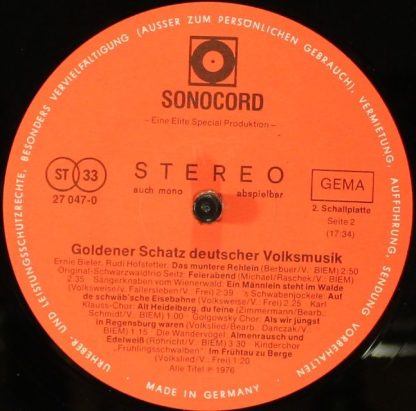 SONOCORD
– Eine Elite Special Produktion –
ST 33
27 047-0
STEREO
auch mono abspielbar
GEMA
2. Schallplatte
Seite 2
(17:34)
Goldener Schatz deutscher Volksmusik
Ernie Bieler, Rudi Hofstetter: Das muntere Rehlein (Berbuer/V. BIEM) 2:50
Original-Schwarzwaldtrio Seitz: Feierabend (Michael/Raschek/V. BIEM)
2:35 Sängerknaben vom Wienerwald: Ein Männlein steht im Walde
(Volksweise/v. Fallersleben/V. Frei) 2:39 's Schwabenjockele: Auf
de schwäb'sche Eisebahne (Volksweise/V. Frei) 2:25 Karl
Klauss-Chor: Alt Heidelberg, du feine (Zimmermann/Bearb.
Schmidt/V. BIEM) 1:00 Golgowsky Chor: Als wir jüngst
in Regensburg waren (Volkslied/Bearb. Danczak/V.
BIEM) 1:15 Die Wandervögel: Almenrausch und
Edelweiß (Röhricht/V. BIEM) 3:30 Kinderchor
„Frühlingsschwalben": Im Frühtau zu Berge
(Volkslied/V. Frei) 1:20
Alle Titel ℗ 1976
URHEBER- UND LEISTUNGSSCHUTZRECHTE, BESONDERS VERVIELFÄLTIGUNG (AUSSER ZUM PERSÖNLICHEN GEBRAUCH), VERMIETUNG, AUFFÜHRUNG, SENDUNG VORBEHALTEN
• MADE IN GERMANY •